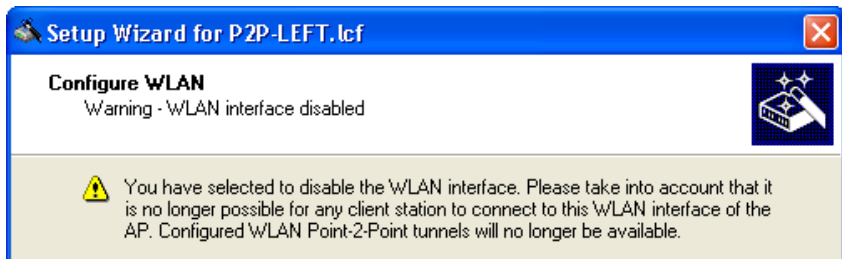 Setup Wizard for P2P-LEFT.lcf
Configure WLAN
Warning - WLAN interface disabled
You have selected to disable the WLAN interface. Please take into account that it
is no longer possible for any client station to connect to this WLAN interface of the
AP. Configured WLAN Point-2-Point tunnels will no longer be available.